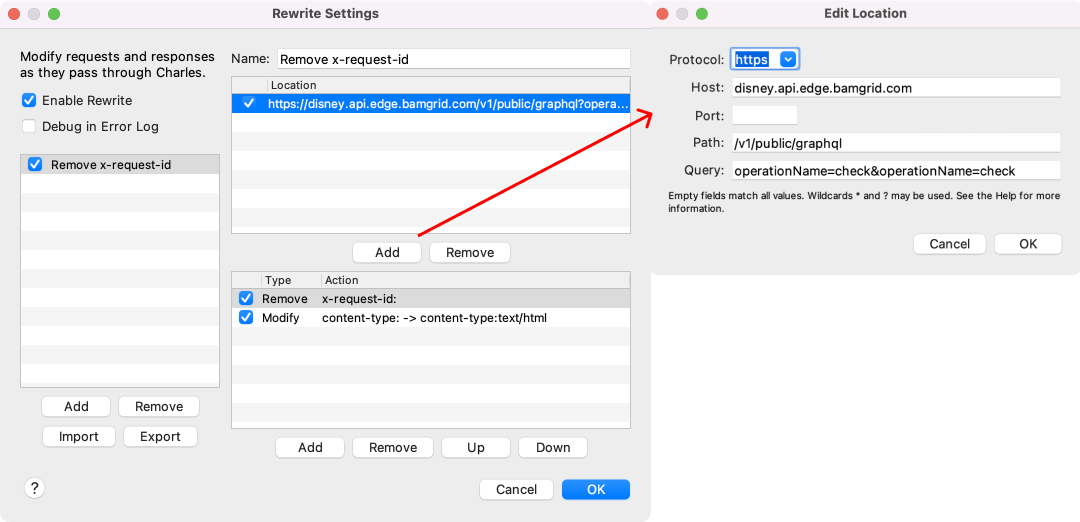 Rewrite Settings
Modify requests and responses
as they pass through Charles.
Enable Rewrite
Debug in Error Log
Remove x-request-id
Add
Remove
Import
Export
?
Name: Remove x-request-id
Location
https://disney.api.edge.bamgrid.com/v1/public/graphql?opera...
Add
Remove
Type Action
Remove x-request-id:
Modify content-type: -> content-type:text/html
Add
Remove
Up
Down
Cancel
OK
Edit Location
Protocol: https
Host: disney.api.edge.bamgrid.com
Port:
Path: /v1/public/graphql
Query: operationName=check&operationName=check
Empty fields match all values. Wildcards * and ? may be used. See the Help for more
information.
Cancel
OK